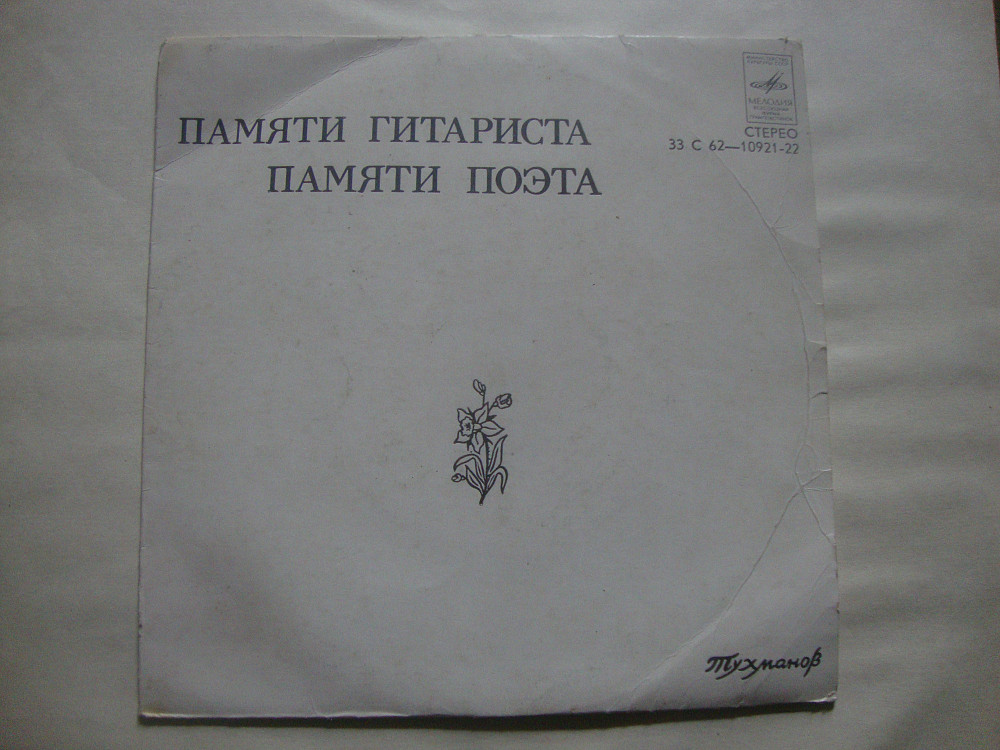 ПАМЯТИ ГИТАРИСТА
ПАМЯТИ ПОЭТА
МЕЛОДИЯ
СТЕРЕО
33 С 62—10921-22
Тухманов